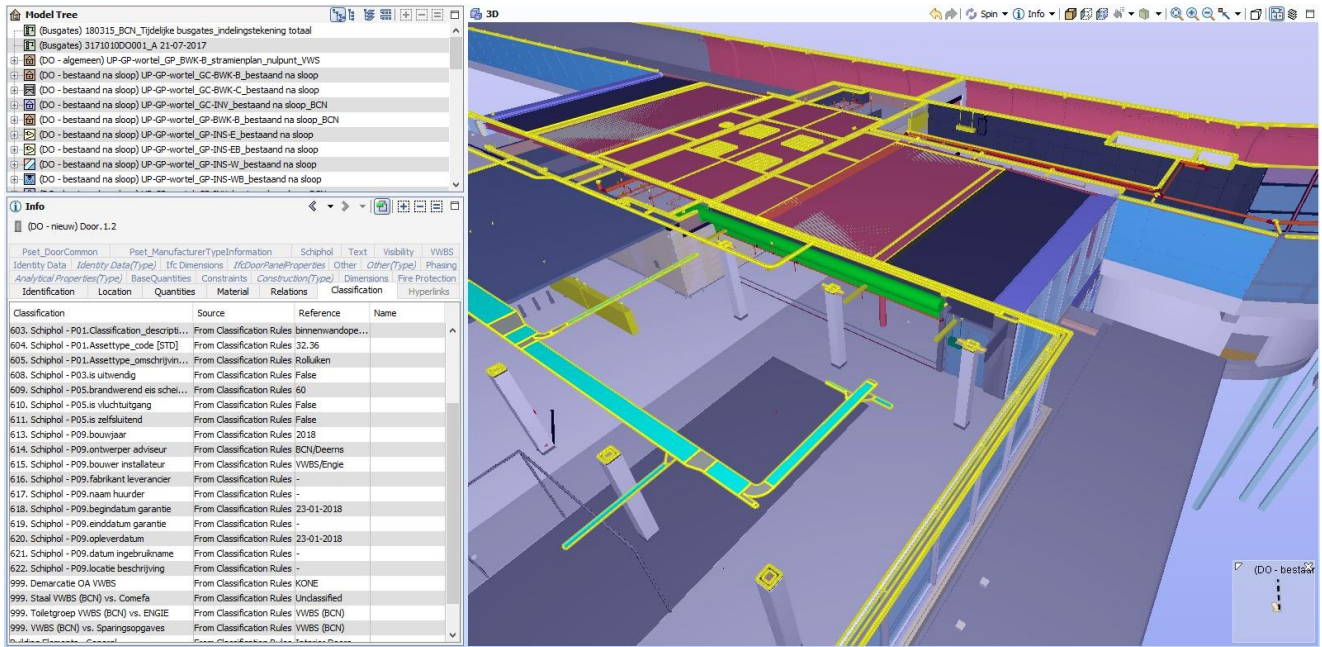 Model Tree
(Busgates) 180315_BCN_Tijdelijke busgates_indelingstekening totaal
(Busgates) 3171010DO001_A 21-07-2017
(DO - algemeen) UP-GP-wortel_GP_BWK-B_stramienplan_nulpunt_VWS
(DO - bestaand na sloop) UP-GP-wortel_GC-BWK-B_bestaand na sloop
(DO - bestaand na sloop) UP-GP-wortel_GC-BWK-C_bestaand na sloop
(DO - bestaand na sloop) UP-GP-wortel_GC-INV_bestaand na sloop_BCN
(DO - bestaand na sloop) UP-GP-wortel_GP-BWK-B_bestaand na sloop_BCN
(DO - bestaand na sloop) UP-GP-wortel_GP-INS-E_bestaand na sloop
(DO - bestaand na sloop) UP-GP-wortel_GP-INS-EB_bestaand na sloop
(DO - bestaand na sloop) UP-GP-wortel_GP-INS-W_bestaand na sloop
(DO - bestaand na sloop) UP-GP-wortel_GP-INS-WB_bestaand na sloop
Info
(DO - nieuw) Door.1.2
Pset_DoorCommon Pset_ManufacturerTypeInformation Schiphol Text Visibility VWBS
Identity Data Identity Data(Type) Ifc Dimensions IfcDoorPanelProperties Other Other(Type) Phasing
Analytical Properties(Type) BaseQuantities Constraints Construction(Type) Dimensions Fire Protection
Identification Location Quantities Material Relations Classification Hyperlinks
Classification Source Reference Name
603. Schiphol - P01.Classification_descripti... From Classification Rules binnenwandope...
604. Schiphol - P01.Assettype_code [STD] From Classification Rules 32.36
605. Schiphol - P01.Assettype_omschrijvin... From Classification Rules Rolluiken
608. Schiphol - P03.is uitwendig From Classification Rules False
609. Schiphol - P05.brandwerend eis schei... From Classification Rules 60
610. Schiphol - P05.is vluchtuitgang From Classification Rules False
611. Schiphol - P05.is zelfsluitend From Classification Rules False
613. Schiphol - P09.bouwjaar From Classification Rules 2018
614. Schiphol - P09.ontwerper adviseur From Classification Rules BCN/Deerns
615. Schiphol - P09.bouwer installateur From Classification Rules VWBS/Engie
616. Schiphol - P09.fabrikant leverancier From Classification Rules -
617. Schiphol - P09.naam huurder From Classification Rules -
618. Schiphol - P09.begindatum garantie From Classification Rules 23-01-2018
619. Schiphol - P09.einddatum garantie From Classification Rules -
620. Schiphol - P09.opleverdatum From Classification Rules 23-01-2018
621. Schiphol - P09.datum ingebruikname From Classification Rules -
622. Schiphol - P09.locatie beschrijving From Classification Rules -
999. Demarcatie OA VWBS From Classification Rules KONE
999. Staal VWBS (BCN) vs. Comefa From Classification Rules Unclassified
999. Toiletgroep VWBS (BCN) vs. ENGIE From Classification Rules VWBS (BCN)
999. VWBS (BCN) vs. Sparingsopgaves From Classification Rules VWBS (BCN)
3D
Spin Info
(DO - bestaar